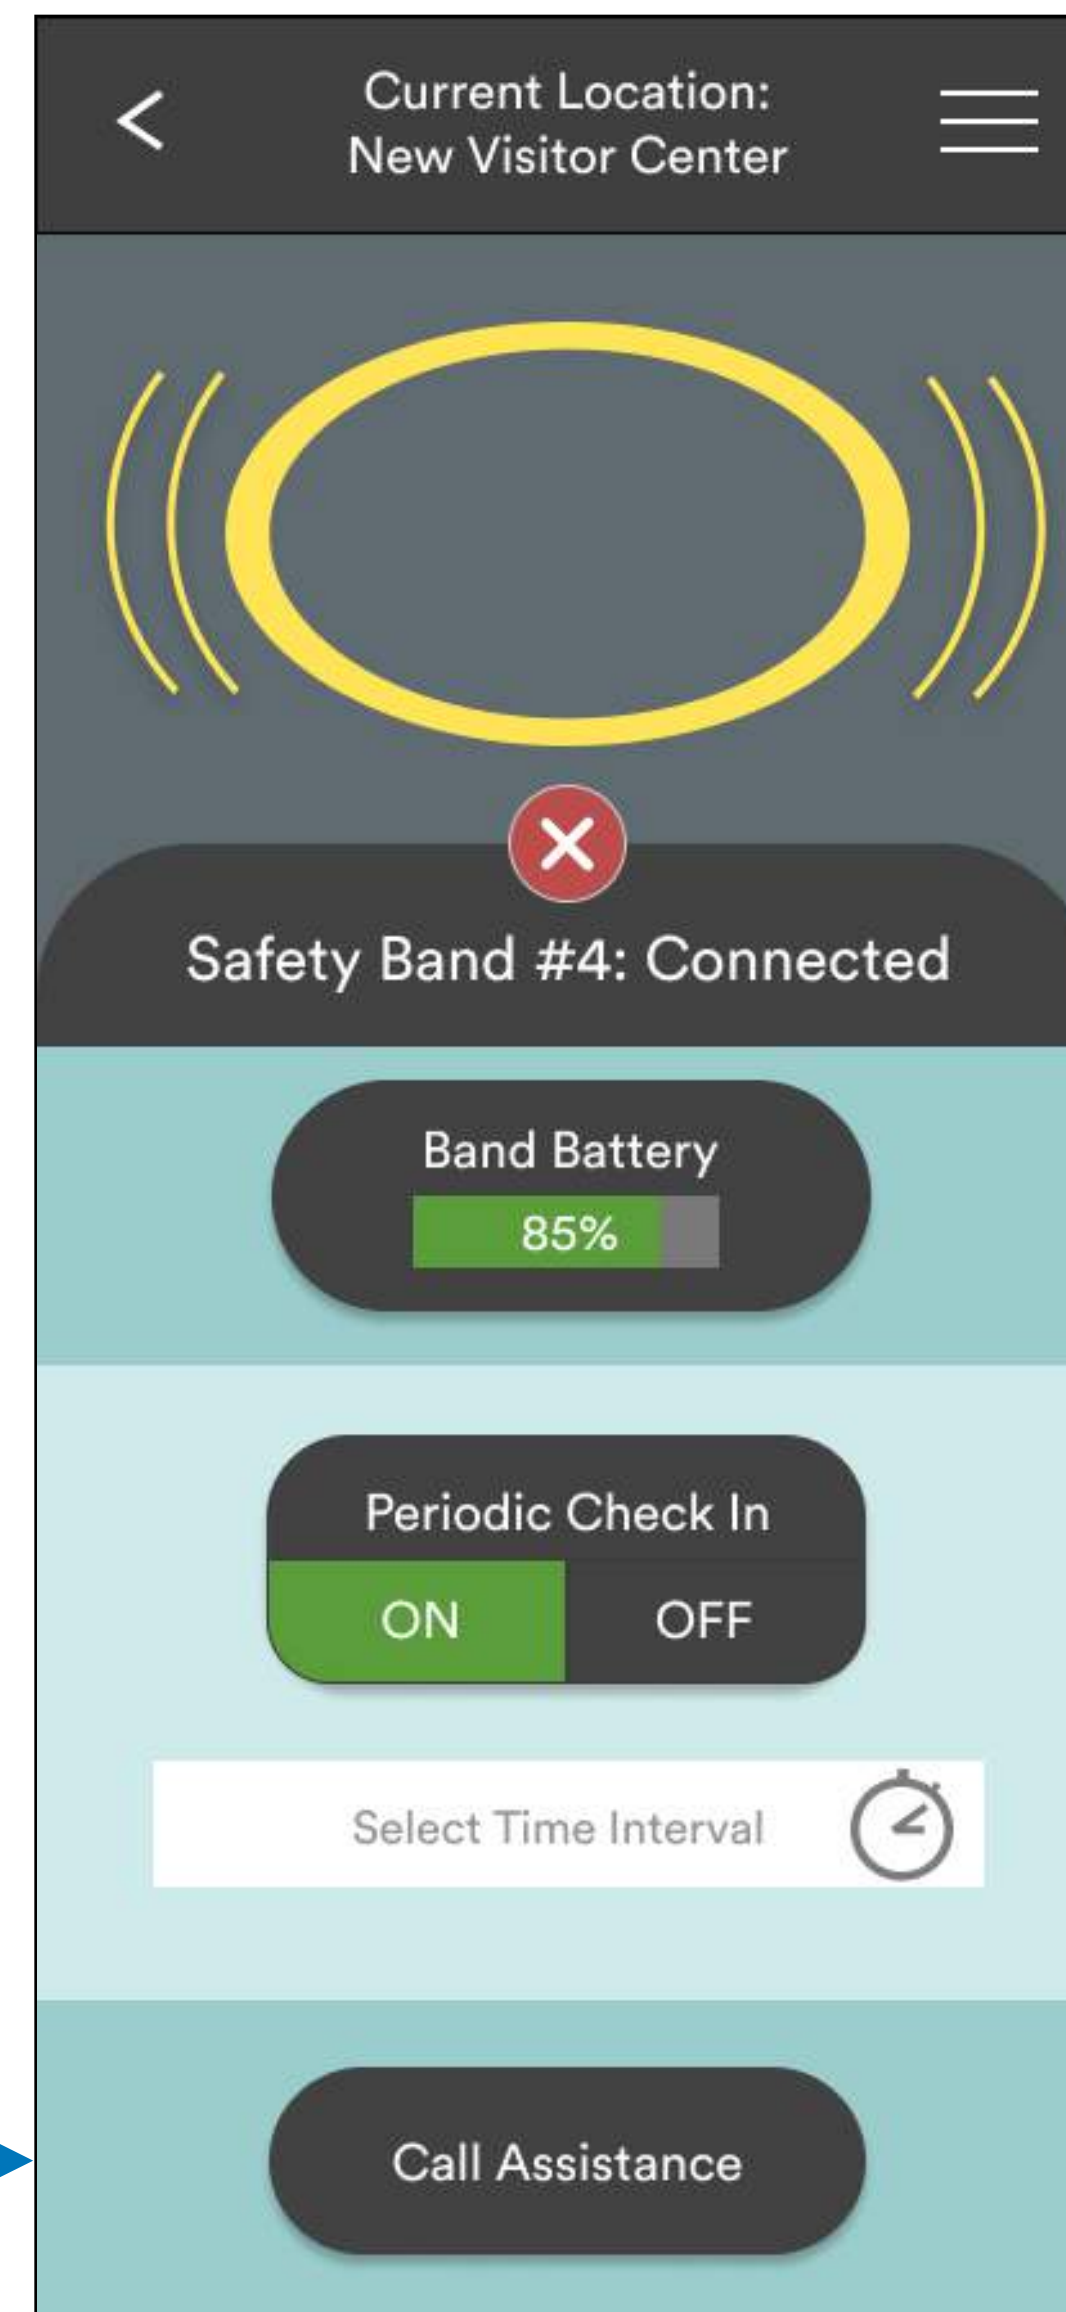 Current Location:
New Visitor Center
Safety Band #4: Connected
Band Battery
85%
Periodic Check In
ON OFF
Select Time Interval
Call Assistance